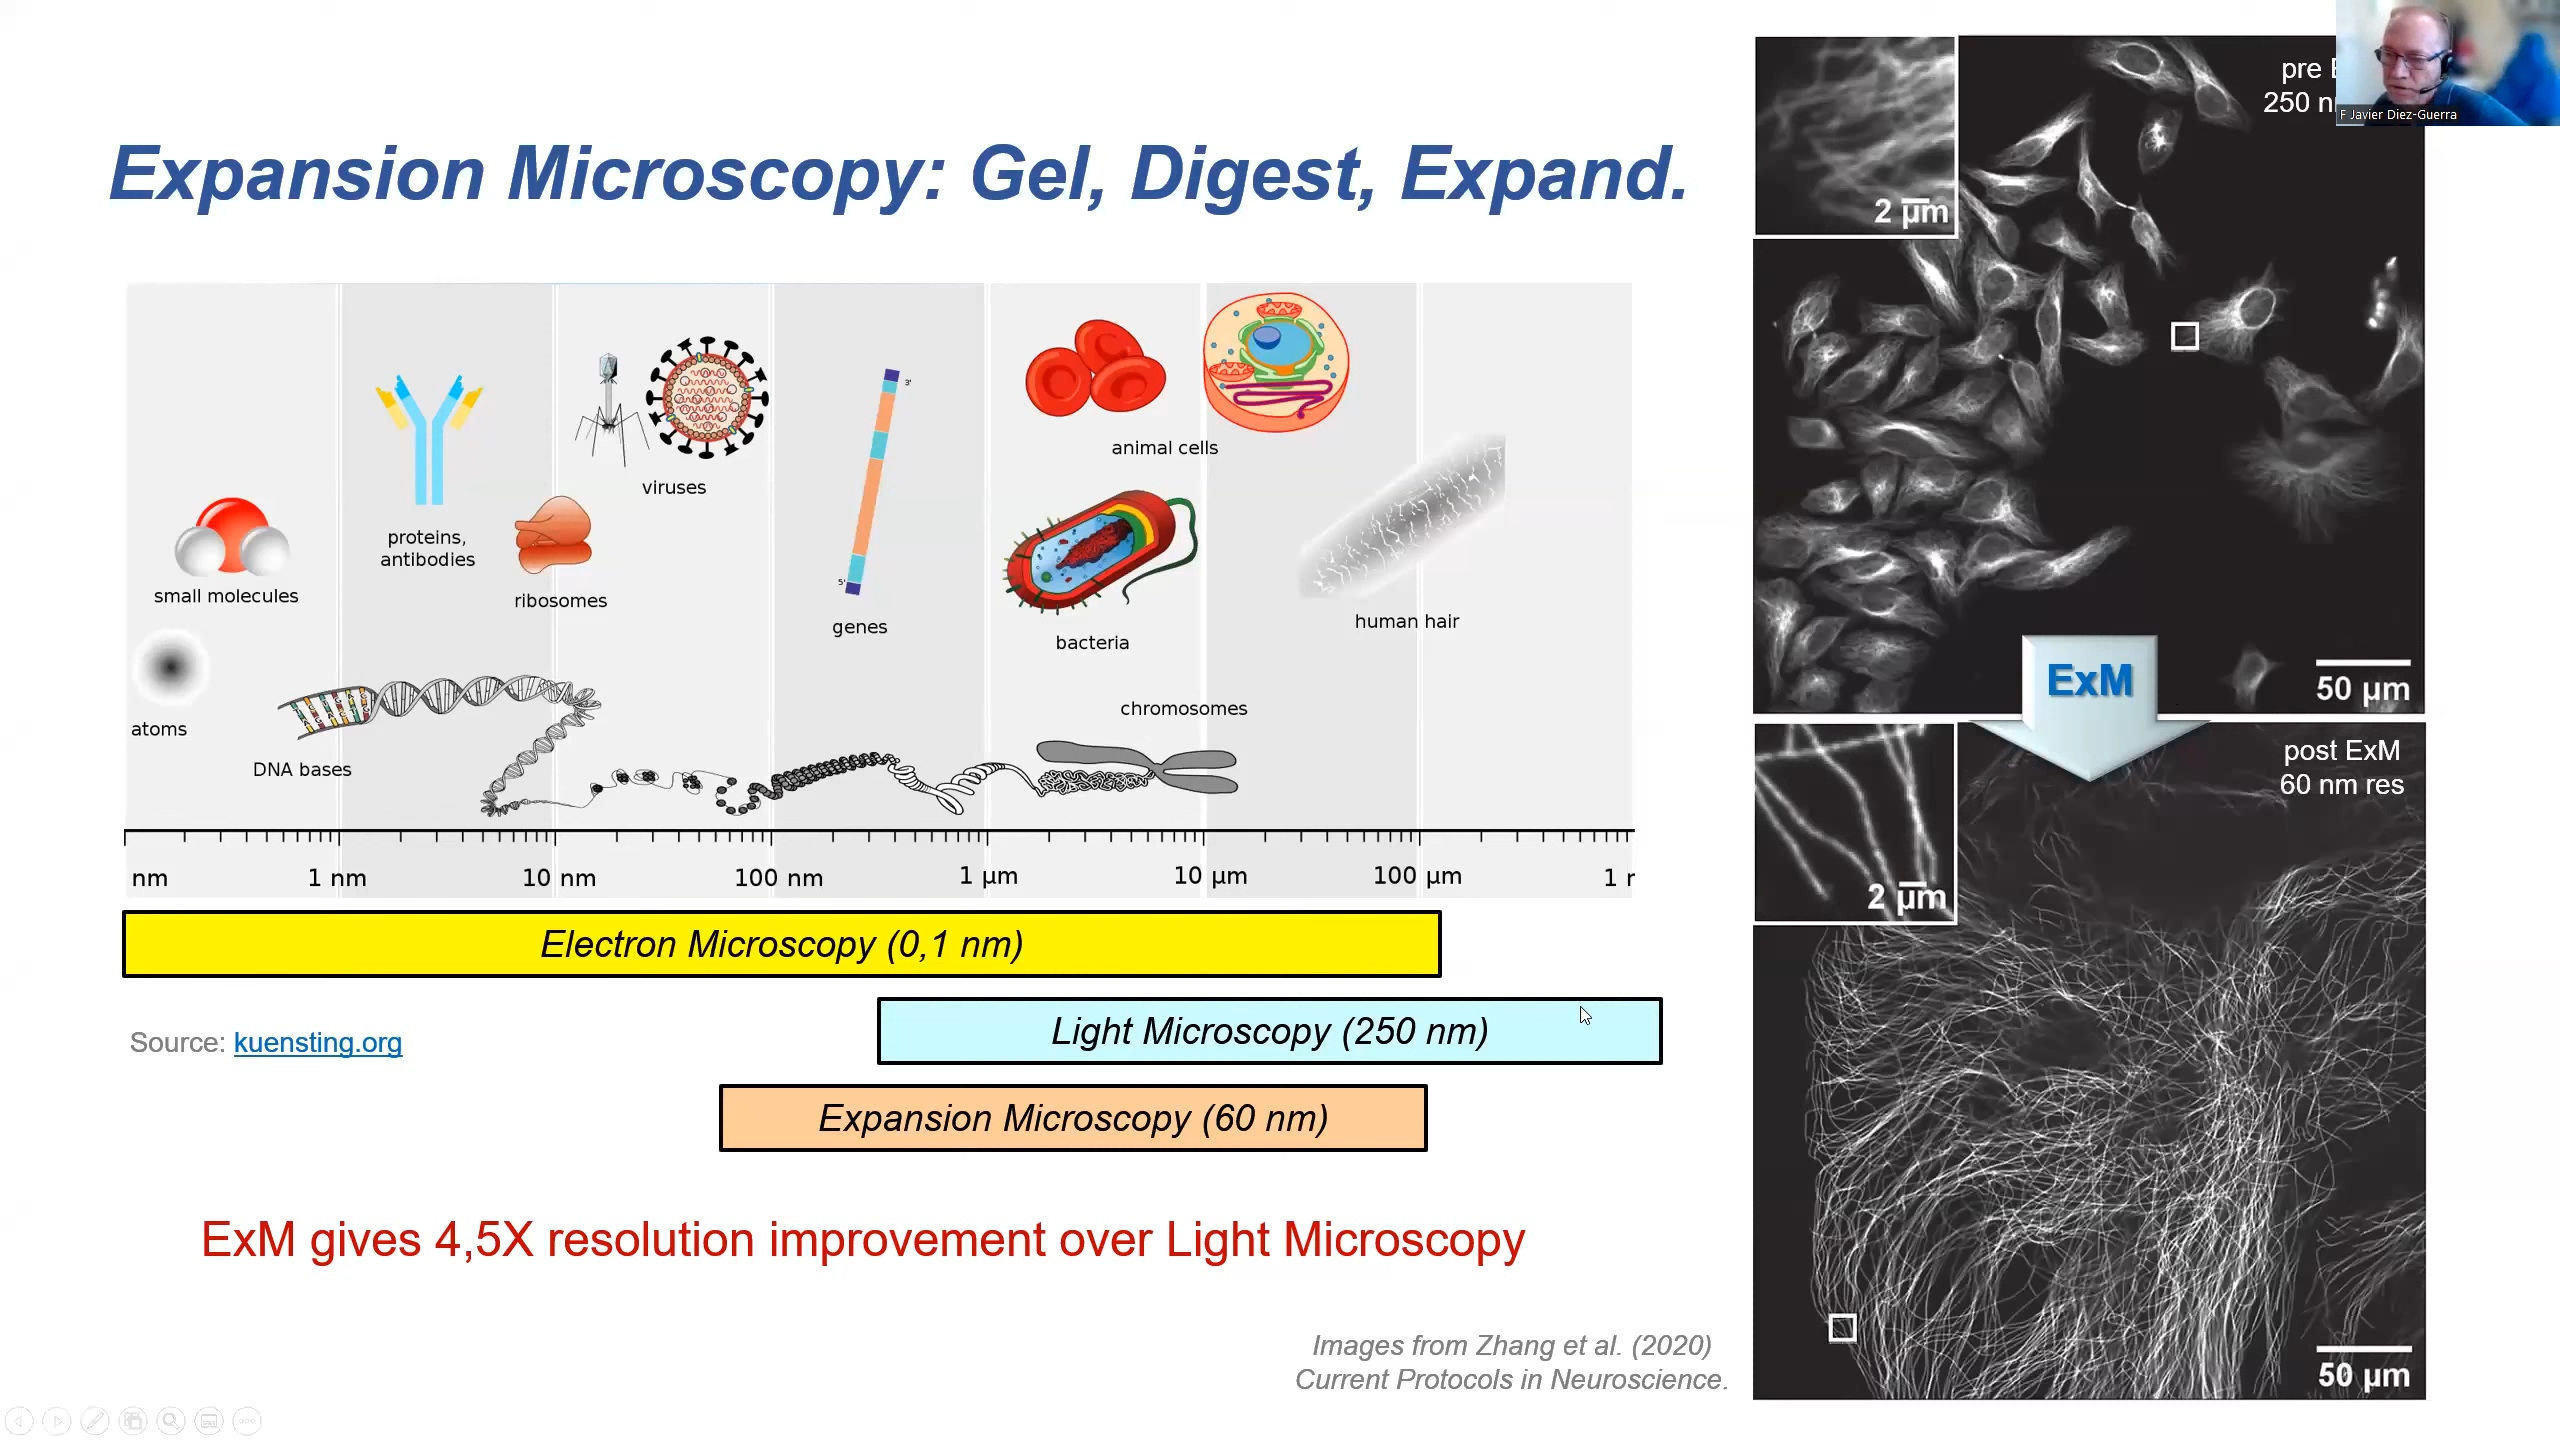 Expansion Microscopy: Gel, Digest, Expand.
small molecules
atoms
DNA bases
proteins,
antibodies
ribosomes
viruses
3'
5'
genes
animal cells
bacteria
chromosomes
human hair
nm
1 nm
10 nm
100 nm
1 µm
10 µm
100 µm
1
Electron Microscopy (0,1 nm)
Light Microscopy (250 nm)
Source: kuensting.org
Expansion Microscopy (60 nm)
ExM gives 4,5X resolution improvement over Light Microscopy
Images from Zhang et al. (2020)
Current Protocols in Neuroscience.
2 µm
pre
250
F Javier Diez-Guerra
50 µm
ExM
post ExM
60 nm res
2 µm
50 µm